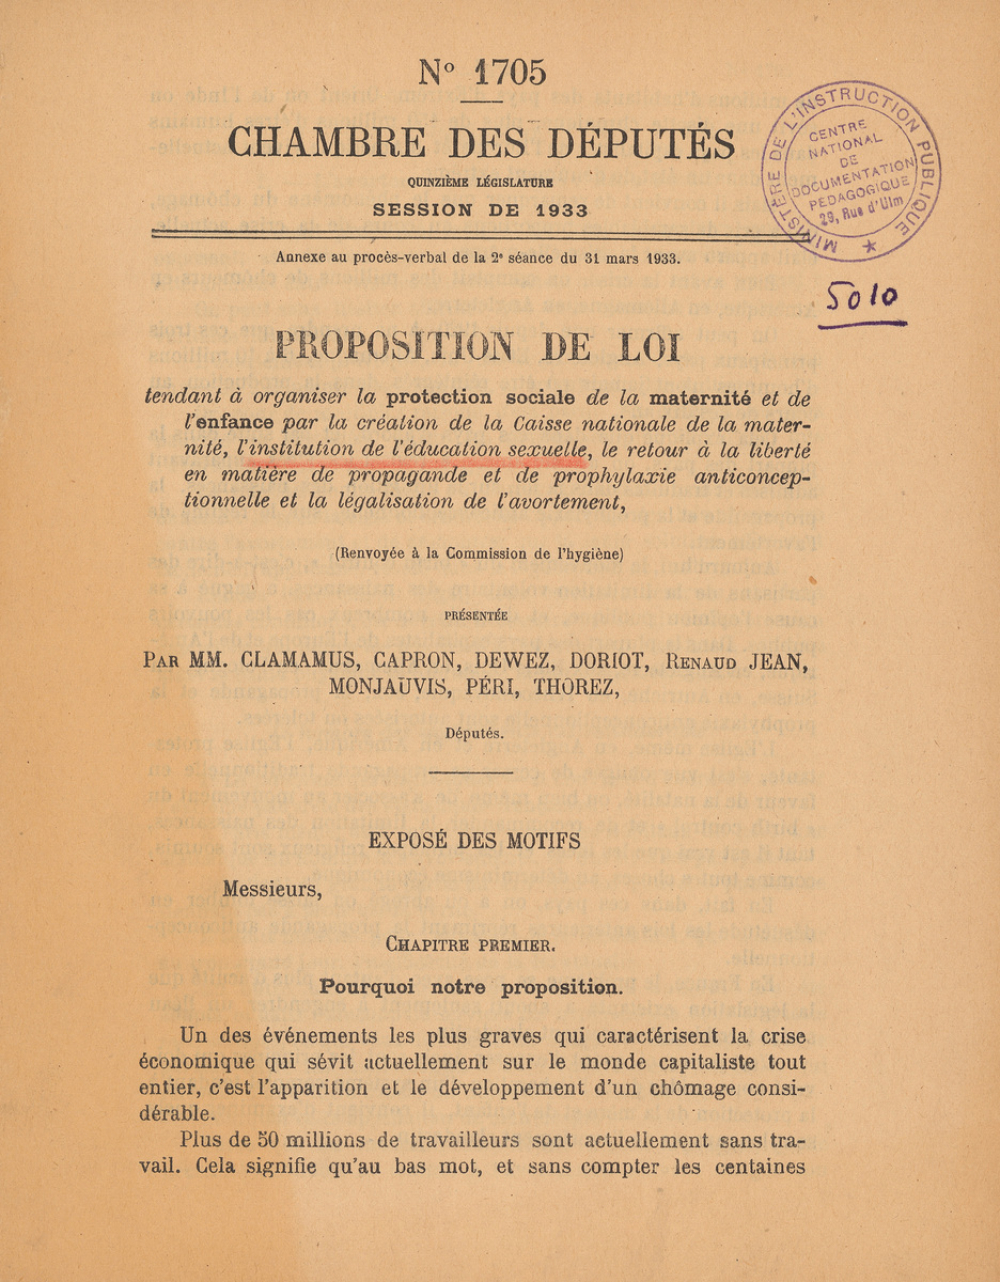 N° 1705
CHAMBRE DES DÉPUTÉS
QUINZIÈME LÉGISLATURE
SESSION DE 1933
MINISTÈRE DE L'INSTRUCTION PUBLIQUE
CENTRE
NATIONAL
DE
DOCUMENTATION
PEDAGOGIQUE
29, Rue d'Ulm
Annexe au procès-verbal de la 2e séance du 31 mars 1933.
5010
PROPOSITION DE LOI
tendant à organiser la protection sociale de la maternité et de
l'enfance par la création de la Caisse nationale de la mater-
nité, l'institution de l'éducation sexuelle, le retour à la liberté
en matière de propagande et de prophylaxie anticoncep-
tionnelle et la légalisation de l'avortement,
(Renvoyée à la Commission de l'hygiène)
PRÉSENTÉE
PAR MM. CLAMAMUS, CAPRON, DEWEZ, DORIOT, RENAUD JEAN,
MONJAUVIS, PÉRI, THOREZ,
Députés.
EXPOSÉ DES MOTIFS
Messieurs,
CHAPITRE PREMIER.
Pourquoi notre proposition.
Un des événements les plus graves qui caractérisent la crise
économique qui sévit actuellement sur le monde capitaliste tout
entier, c'est l'apparition et le développement d'un chômage consi-
dérable.
Plus de 50 millions de travailleurs sont actuellement sans tra-
vail. Cela signifie qu'au bas mot, et sans compter les centaines